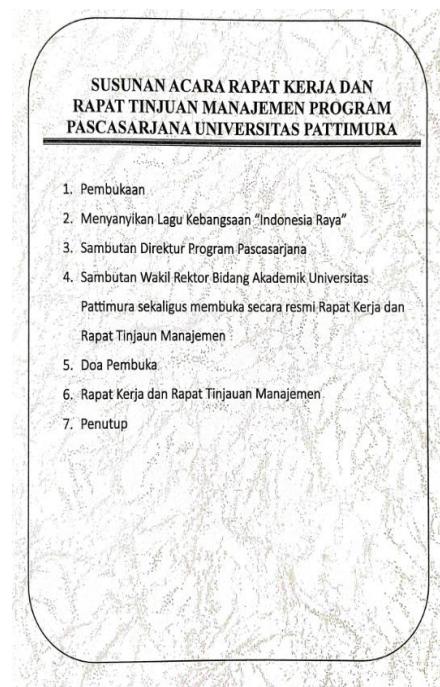 SUSUNAN ACARA RAPAT KERJA DAN
RAPAT TINJUAN MANAJEMEN PROGRAM
PASCASARJANA UNIVERSITAS PATTIMURA
1. Pembukaan
2. Menyanyikan Lagu Kebangsaan “Indonesia Raya”
3. Sambutan Direktur Program Pascasarjana
4. Sambutan Wakil Rektor Bidang Akademik Universitas
Pattimura sekaligus membuka secara resmi Rapat Kerja dan
Rapat Tinjaun Manajemen
5. Doa Pembuka
6. Rapat Kerja dan Rapat Tinjauan Manajemen
7. Penutup